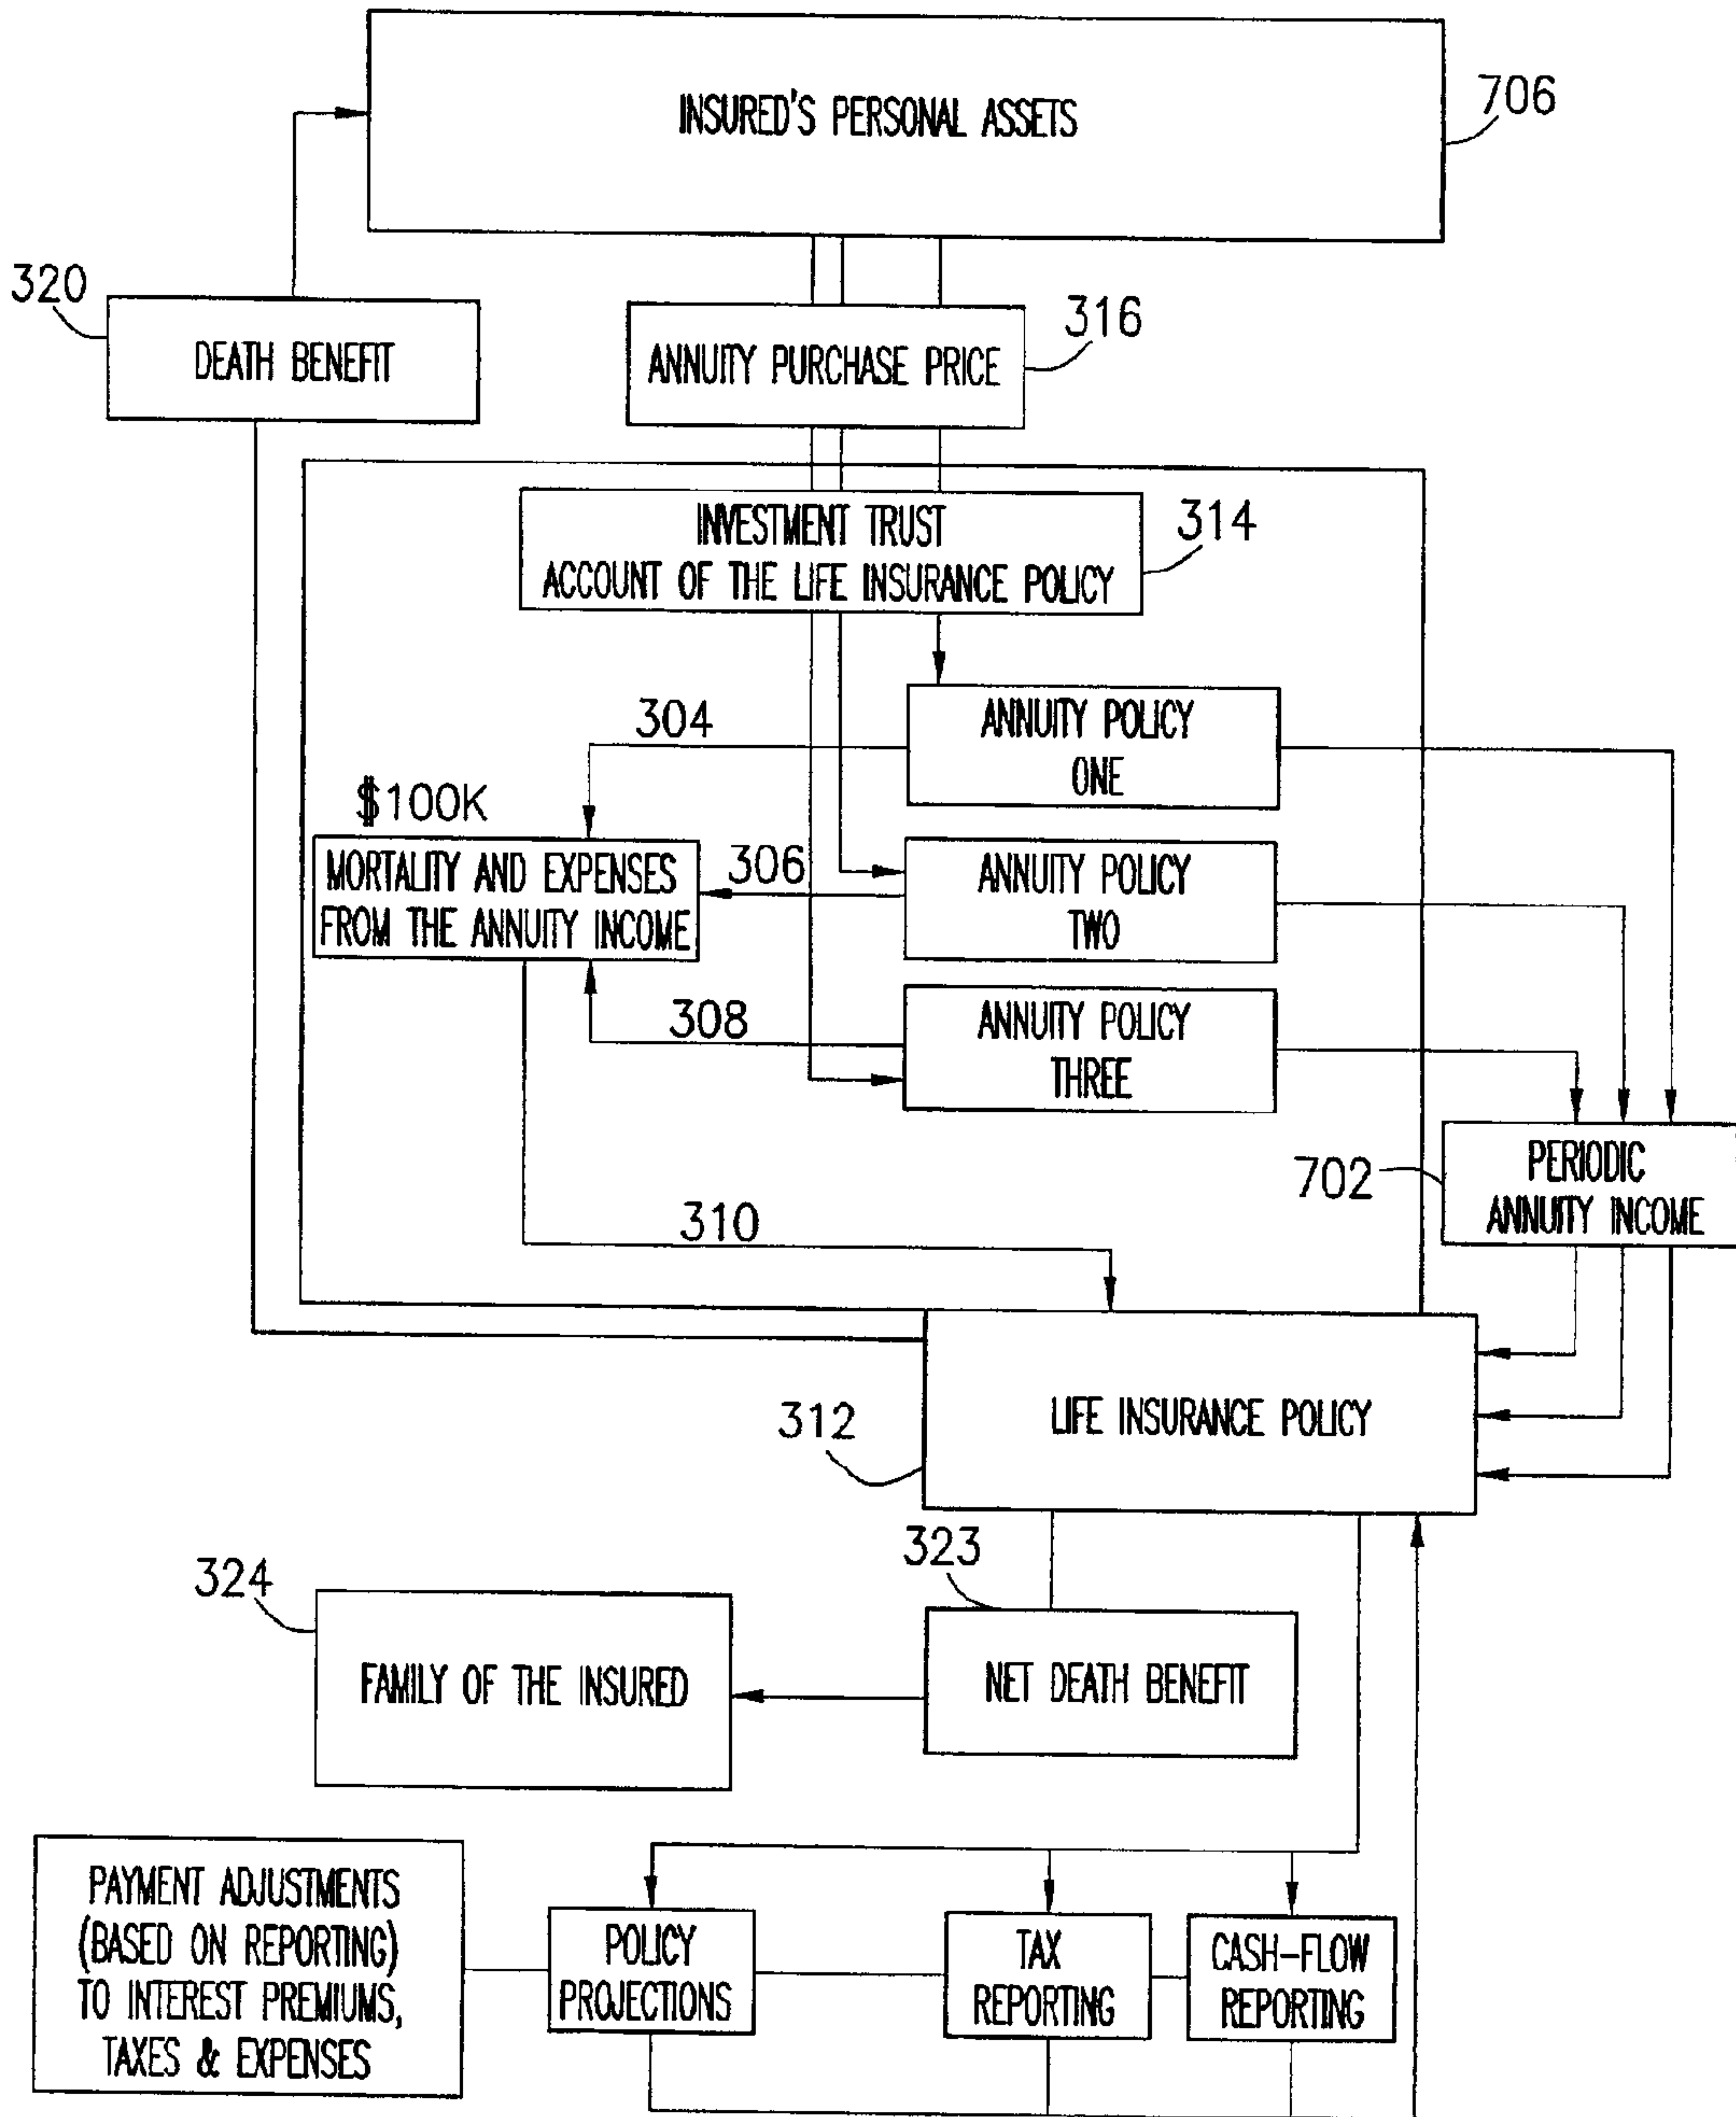 INSURED'S PERSONAL ASSETS
706
320
DEATH BENEFIT
316
ANNUITY PURCHASE PRICE
INVESTMENT TRUST
ACCOUNT OF THE LIFE INSURANCE POLICY
314
304
ANNUITY POLICY
ONE
$100K
MORTALITY AND EXPENSES
FROM THE ANNUITY INCOME
306
ANNUITY POLICY
TWO
308
ANNUITY POLICY
THREE
702
PERIODIC
ANNUITY INCOME
310
LIFE INSURANCE POLICY
312
323
324
FAMILY OF THE INSURED
NET DEATH BENEFIT
PAYMENT ADJUSTMENTS
(BASED ON REPORTING)
TO INTEREST PREMIUMS,
TAXES & EXPENSES
POLICY
PROJECTIONS
TAX
REPORTING
CASH-FLOW
REPORTING